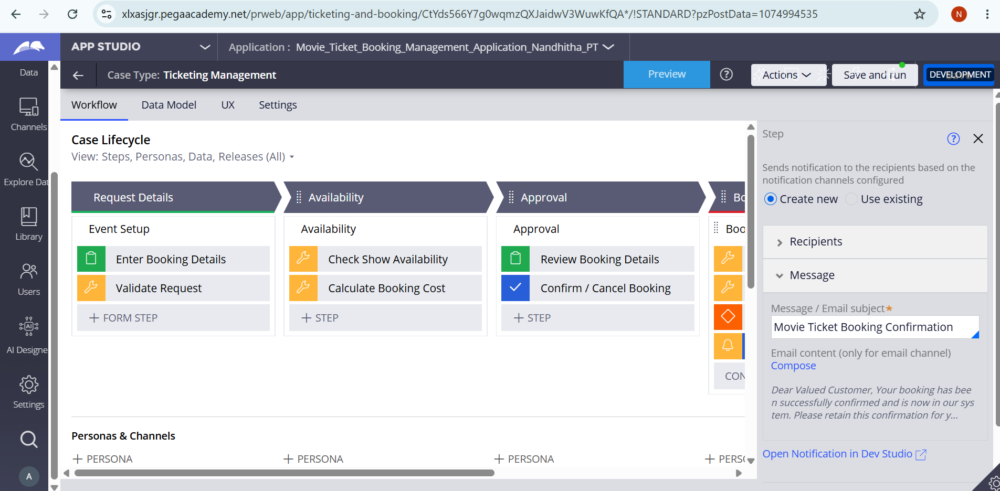 xlxasjgr.pegaacademy.net/prweb/app/ticketing-and-booking/CtYds566Y7g0wqmzQXJaidwV3WuwKfQA*/!STANDARD?pzPostData=1074994535
N
APP STUDIO
Application : Movie_Ticket_Booking_Management_Application_Nandhitha_PT
Case Type: Ticketing Management
Preview
Actions
Save and run
DEVELOPMENT
Data
Channels
Explore Dat
Library
Users
AI
AI Designe
Settings
A
Workflow
Data Model
UX
Settings
Case Lifecycle
View: Steps, Personas, Data, Releases (All)
Request Details
Availability
Approval
Bo
Event Setup
Availability
Approval
Boo
Enter Booking Details
Check Show Availability
Review Booking Details
Validate Request
Calculate Booking Cost
Confirm / Cancel Booking
+ FORM STEP
+ STEP
+ STEP
CON
Personas & Channels
+ PERSONA
+ PERSONA
+ PERSONA
+ PERSO
Step
Sends notification to the recipients based on the
notification channels configured
Create new
Use existing
Recipients
Message
Message / Email subject*
Movie Ticket Booking Confirmation
Email content (only for email channel)
Compose
Dear Valued Customer, Your booking has bee
n successfully confirmed and is now in our sys
tem. Please retain this confirmation for y...
Open Notification in Dev Studio